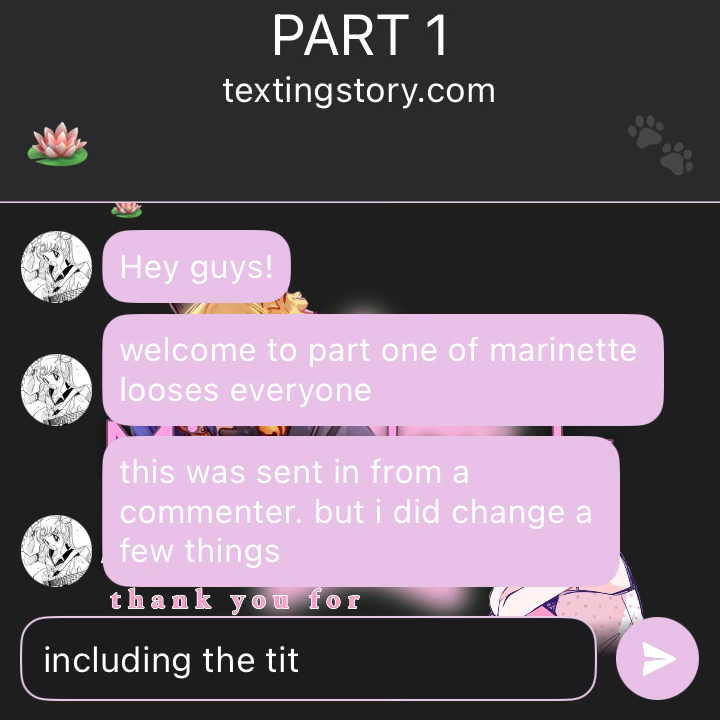 PART 1
textingstory.com
Hey guys!
welcome to part one of marinette
looses everyone
this was sent in from a
commenter. but i did change a
few things
thank you for
including the tit